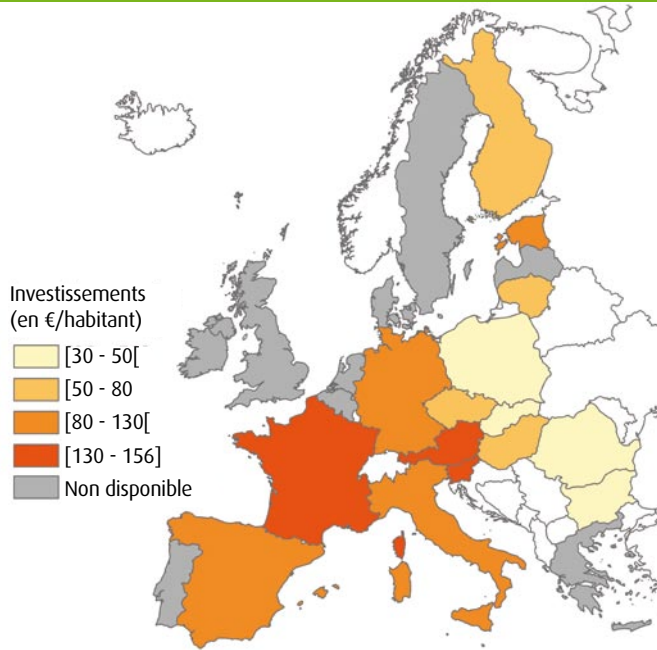 Investissements
(en €/habitant)
[30 - 50[
[50 - 80
[80 - 130[
[130 - 156]
Non disponible